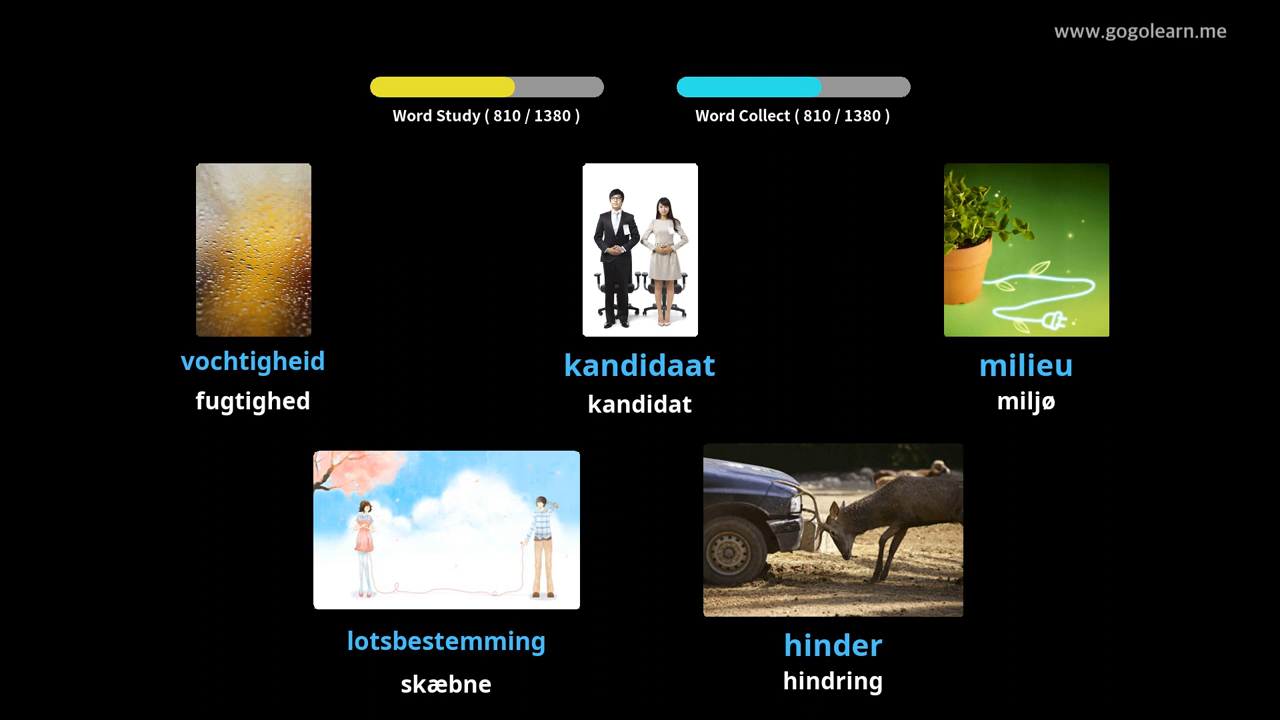 www.gogolearn.me
Word Study ( 810 / 1380 )
Word Collect ( 810 / 1380 )
vochtigheid
fugtighed
kandidaat
kandidat
milieu
miljø
lotsbestemming
skæbne
hinder
hindring